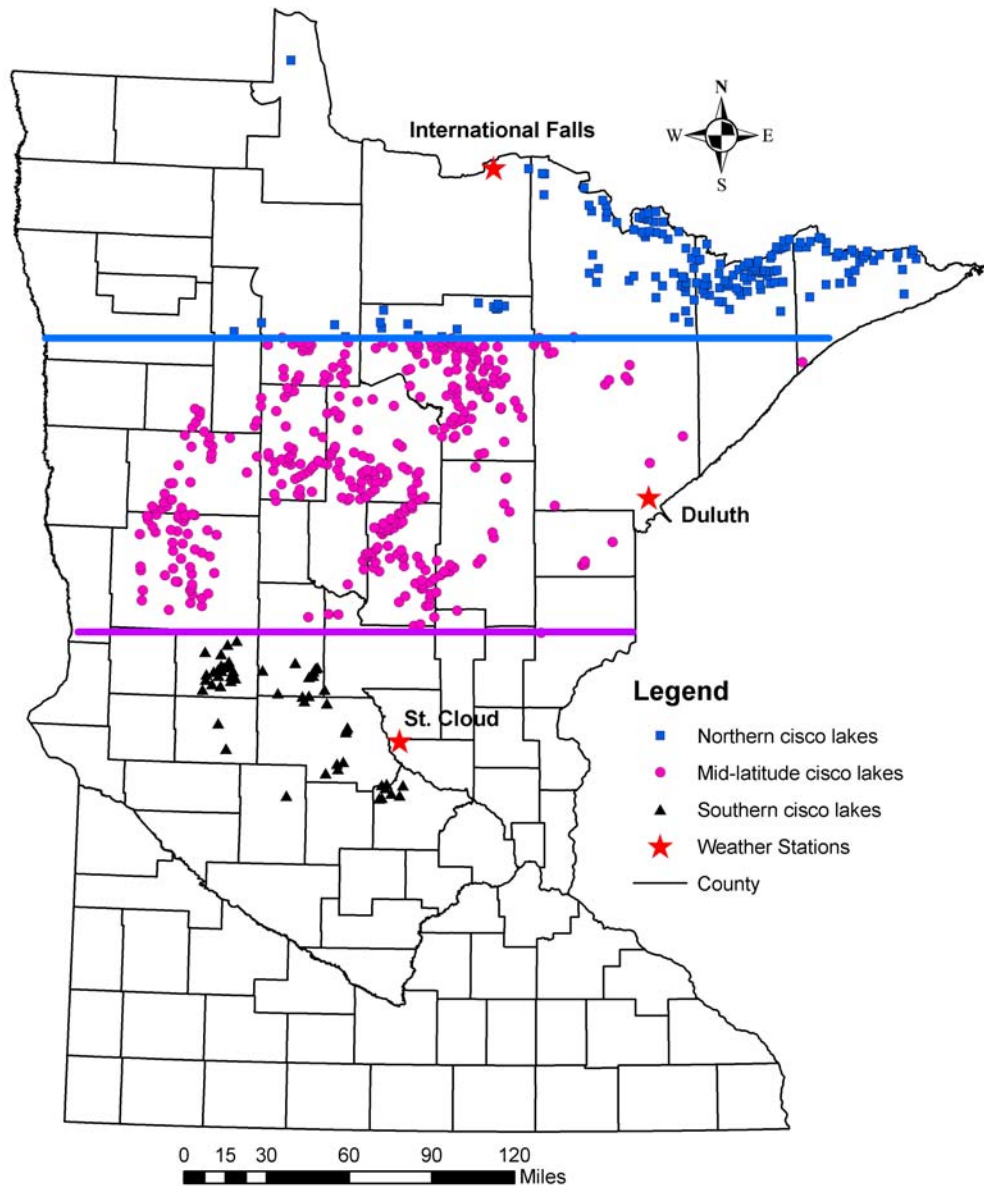 N
International Falls
W E
S
Duluth
Legend
St. Cloud
Northern cisco lakes
Mid-latitude cisco lakes
Southern cisco lakes
Weather Stations
County
0 15 30 60 90 120
Miles